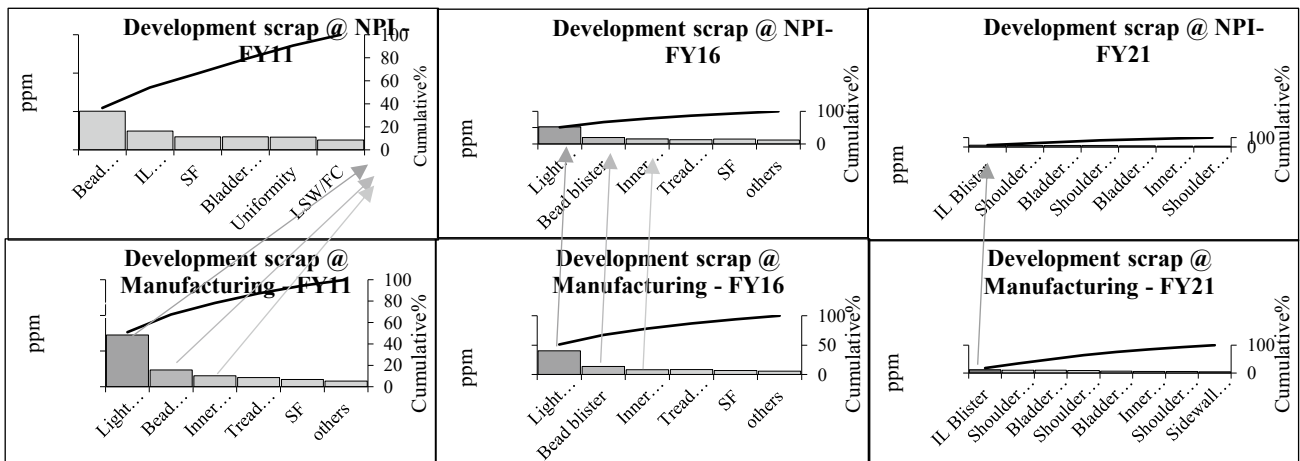 Development scrap @ NPI-
FY11
ppm
100
80
60
40
20
0
Cumulative%
Bead…
IL…
SF
Bladder…
Uniformity
LSW/FC
Development scrap @ NPI-
FY16
ppm
100
0
Cumulative%
Light…
Bead blister
Inner…
Tread…
SF
others
Development scrap @ NPI-
FY21
ppm
100
0
Cumulative%
IL Blister
Shoulder…
Bladder…
Shoulder…
Bladder…
Inner…
Shoulder…
Development scrap @
Manufacturing - FY11
ppm
100
80
60
40
20
0
Cumulative%
Light…
Bead…
Inner…
Tread…
SF
others
Development scrap @
Manufacturing - FY16
ppm
100
50
0
Cumulative%
Light…
Bead blister
Inner…
Tread…
SF
others
Development scrap @
Manufacturing - FY21
ppm
100
0
Cumulative%
IL Blister
Shoulder…
Bladder…
Shoulder…
Bladder…
Inner…
Shoulder…
Sidewall…